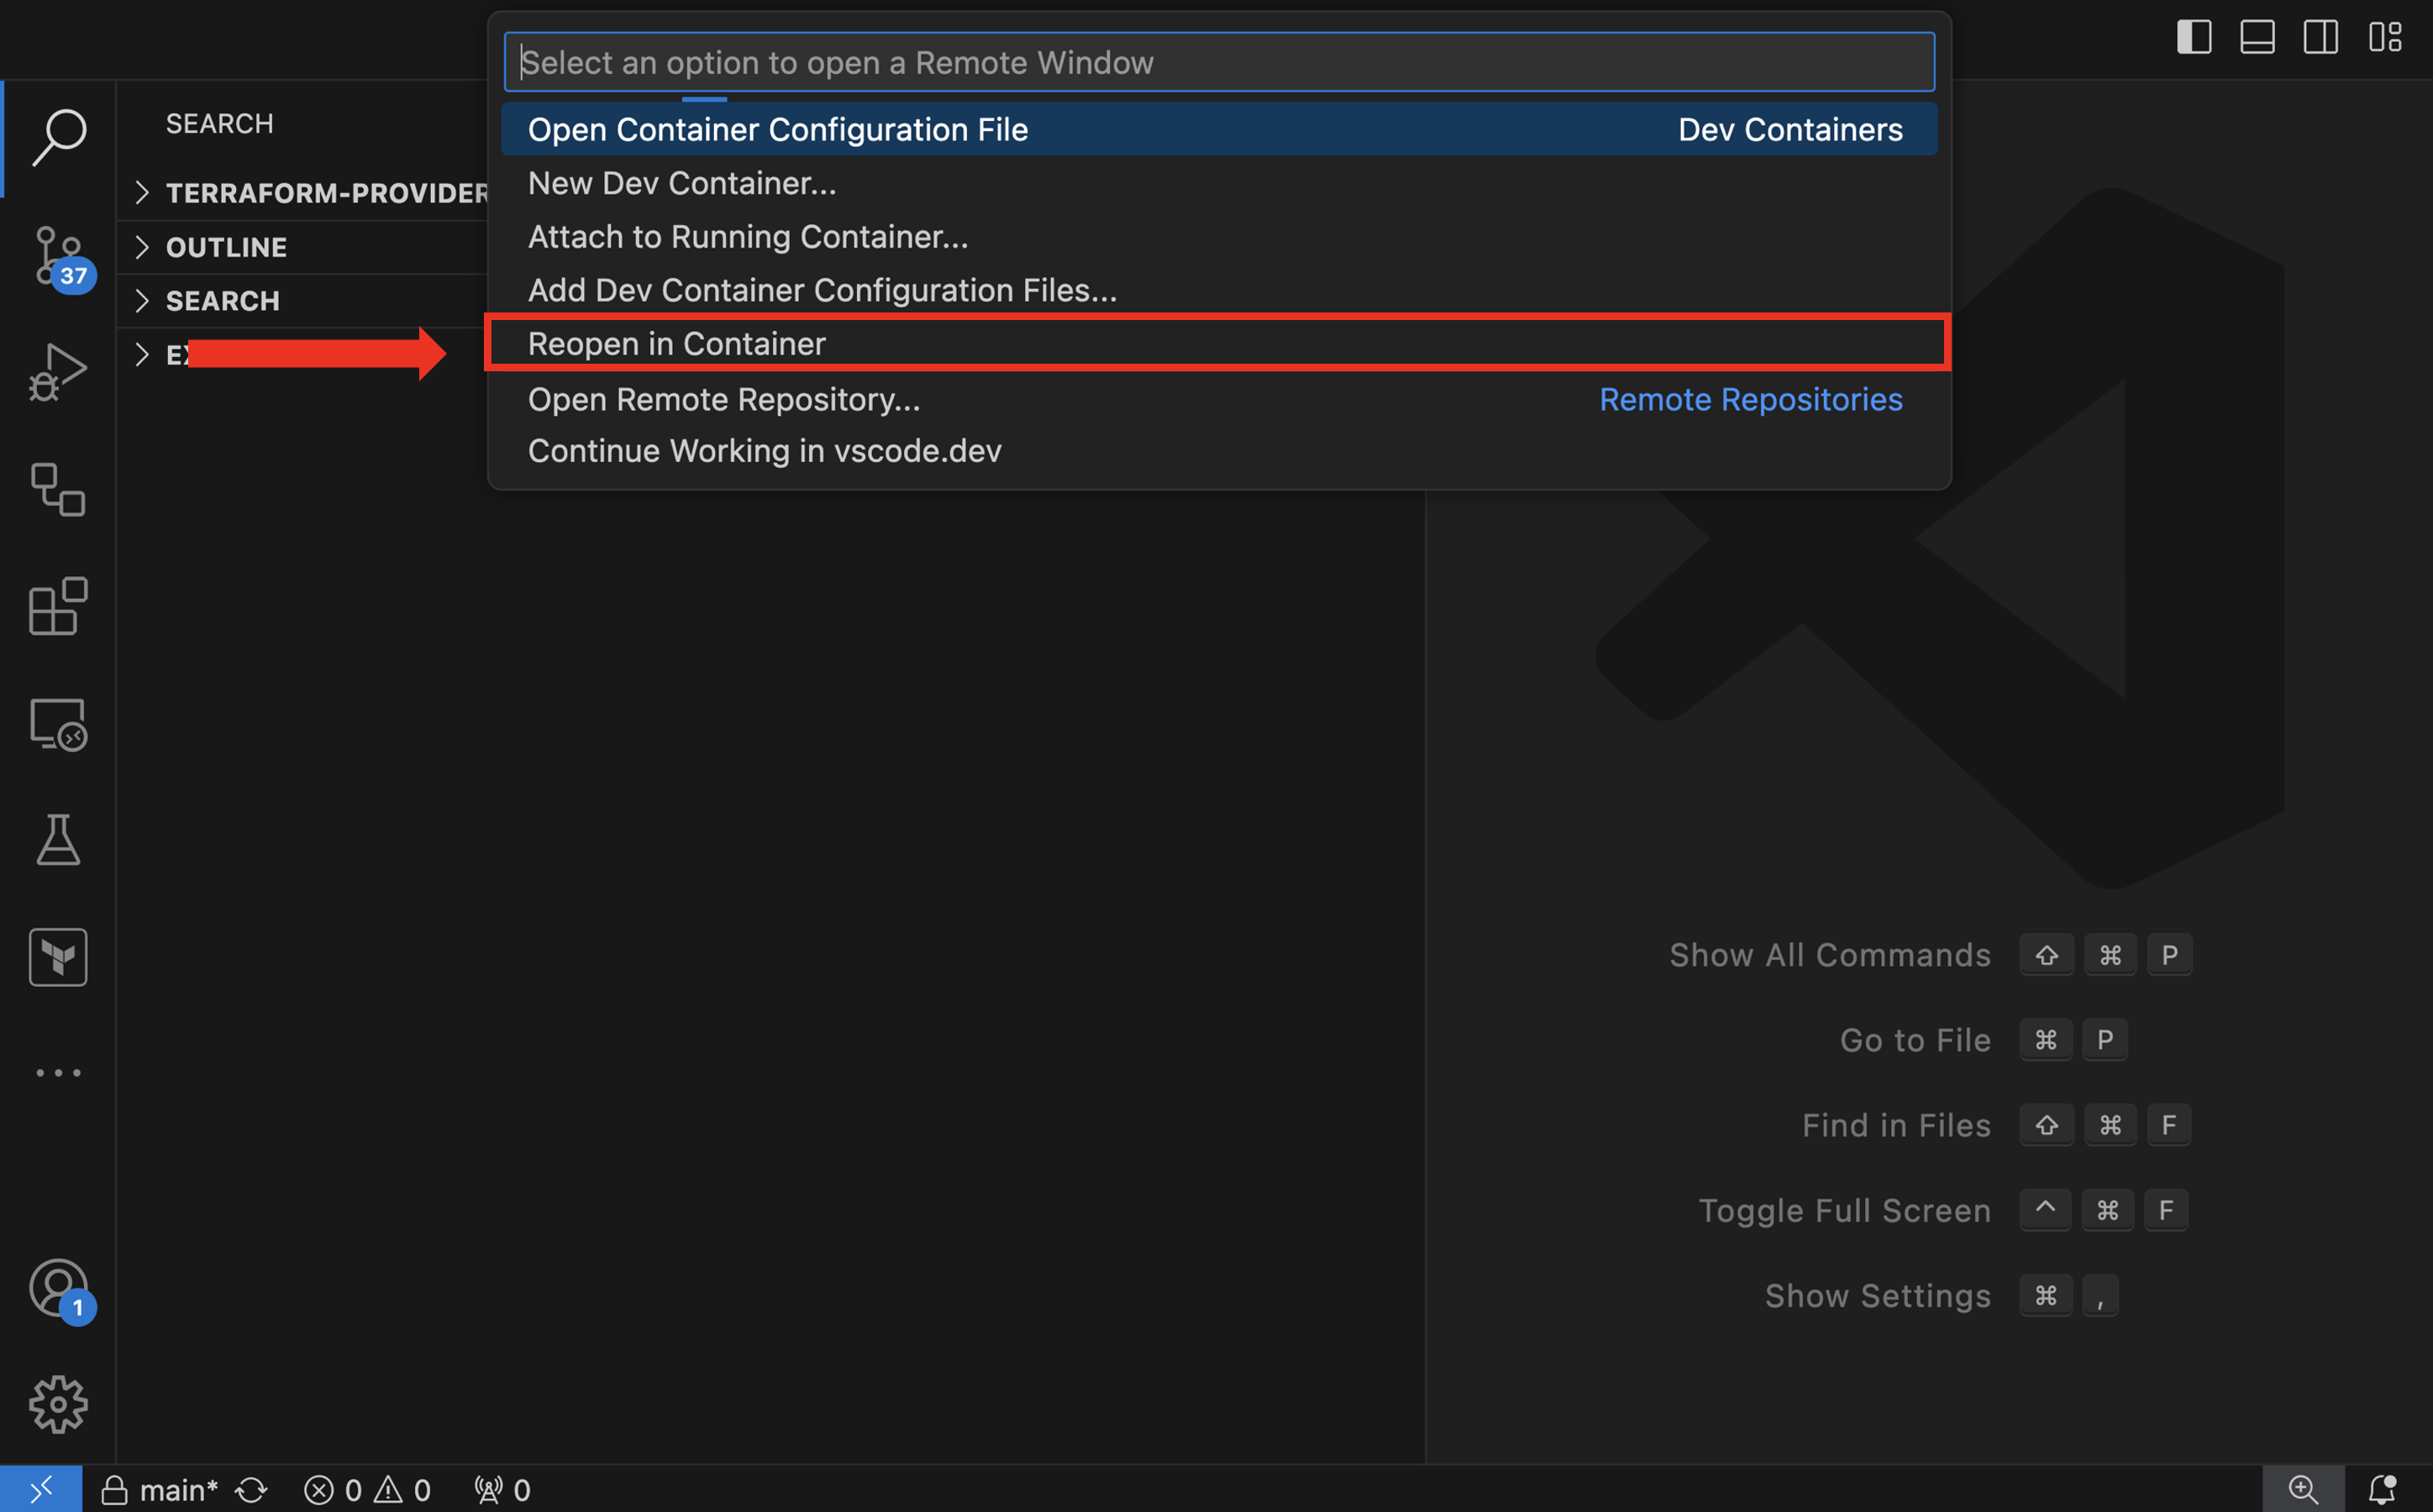 Select an option to open a Remote Window
Open Container Configuration File Dev Containers
New Dev Container...
Attach to Running Container...
Add Dev Container Configuration Files...
Reopen in Container
Open Remote Repository... Remote Repositories
Continue Working in vscode.dev
SEARCH
TERRAFORM-PROVIDER
OUTLINE
SEARCH
37
1
Show All Commands ⇧ ⌘ P
Go to File ⌘ P
Find in Files ⇧ ⌘ F
Toggle Full Screen ^ ⌘ F
Show Settings ⌘ ,
main* 0 0 0